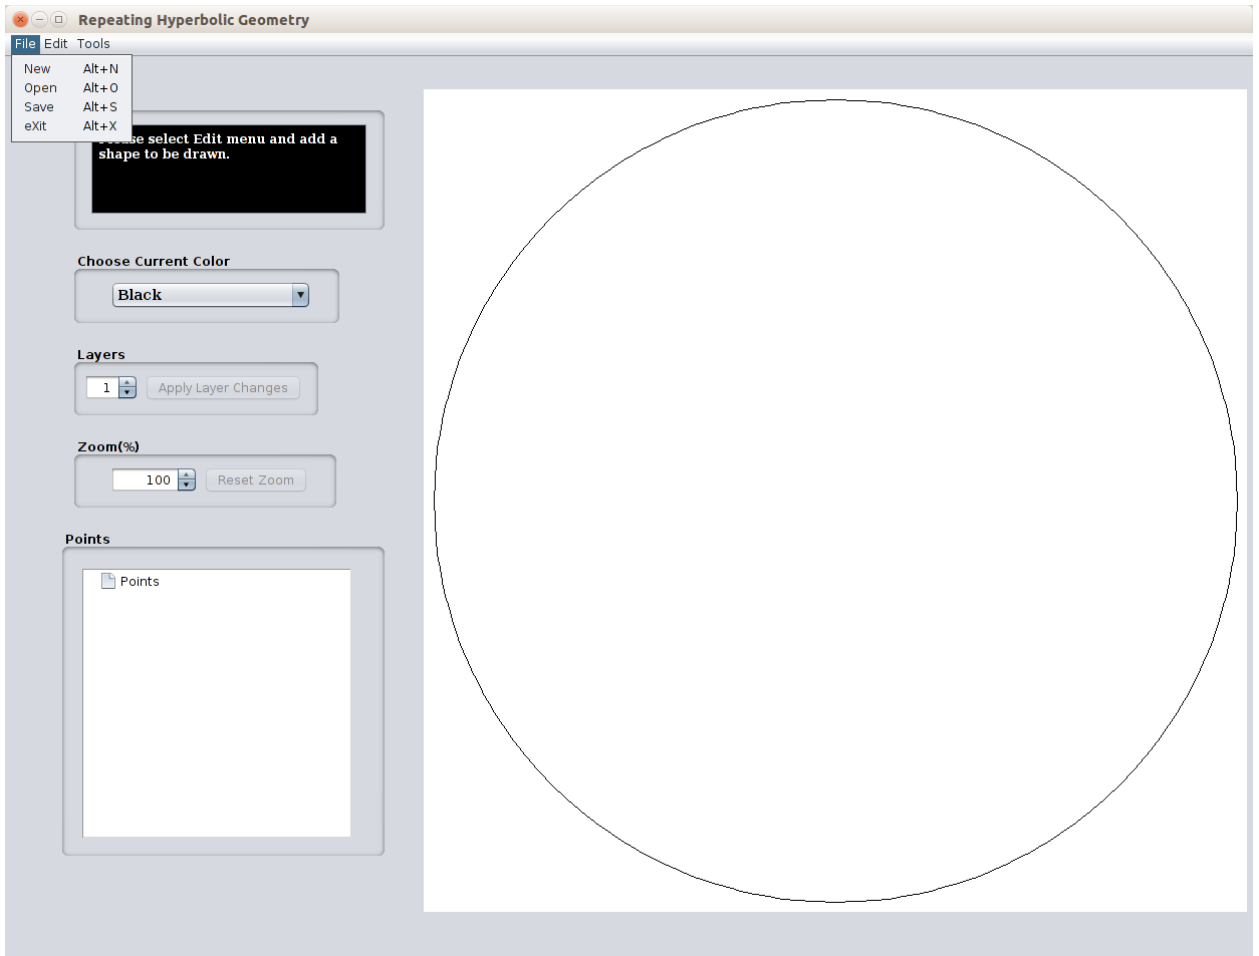 Repeating Hyperbolic Geometry
File Edit Tools
New Alt+N
Open Alt+O
Save Alt+S
eXit Alt+X
select Edit menu and add a
shape to be drawn.
Choose Current Color
Black
Layers
1 Apply Layer Changes
Zoom(%)
100 Reset Zoom
Points
Points